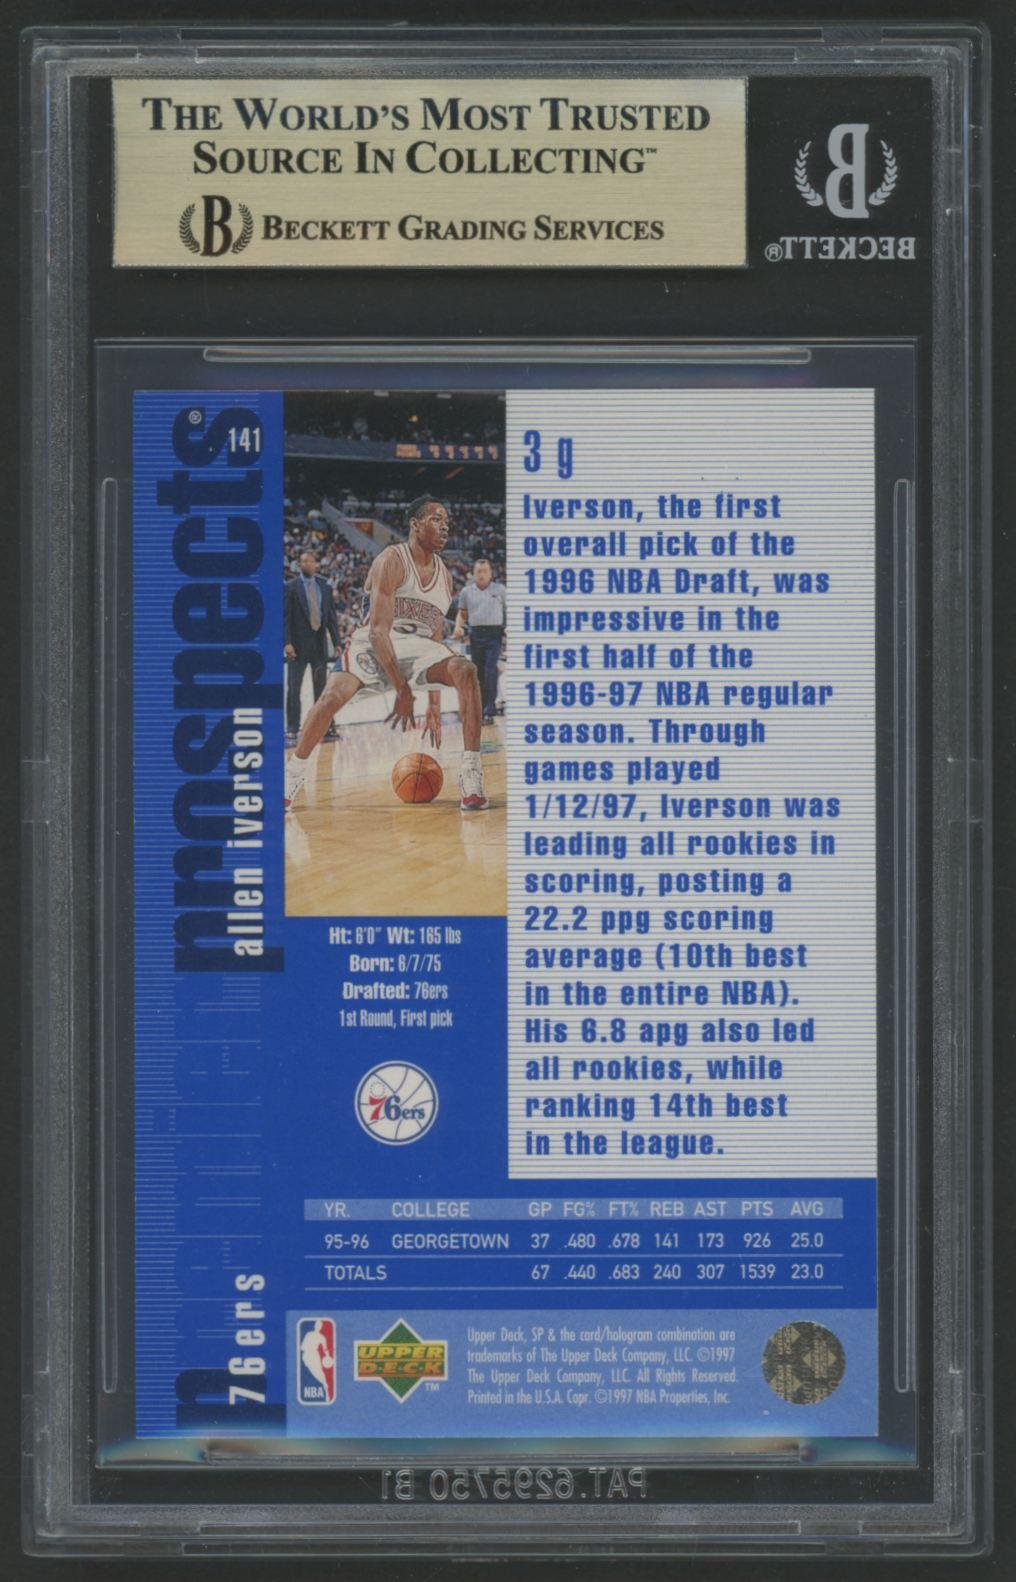 THE WORLD'S MOST TRUSTED
SOURCE IN COLLECTING™
B BECKETT GRADING SERVICES
B
BECKETT®
prospects®
141
allen iverson
76ers
SIXERS
3 g
Iverson, the first
overall pick of the
1996 NBA Draft, was
impressive in the
first half of the
1996-97 NBA regular
season. Through
games played
1/12/97, Iverson was
leading all rookies in
scoring, posting a
22.2 ppg scoring
average (10th best
in the entire NBA).
His 6.8 apg also led
all rookies, while
ranking 14th best
in the league.
Ht: 6'0" Wt: 165 lbs
Born: 6/7/75
Drafted: 76ers
1st Round, First pick
76ers
YR. COLLEGE GP FG% FT% REB AST PTS AVG
95-96 GEORGETOWN 37 .480 .678 141 173 926 25.0
TOTALS 67 .440 .683 240 307 1539 23.0
NBA
UPPER
D·E·C·K
™
Upper Deck, SP & the card/hologram combination are
trademarks of The Upper Deck Company, LLC. ©1997
The Upper Deck Company, LLC. All Rights Reserved.
Printed in the U.S.A. Copr. ©1997 NBA Properties, Inc.
PAT.6295750 B1